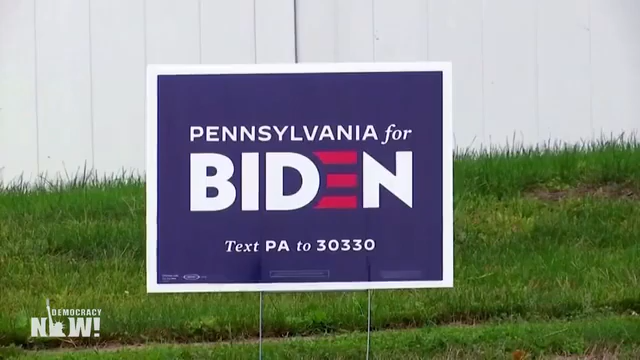 PENNSYLVANIA for
BIDEN
Text PA to 30330
DEMOCRACY
NOW!